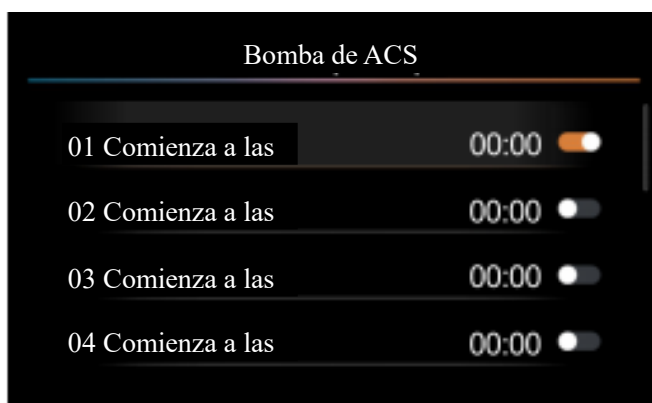 Bomba de ACS
01 Comienza a las 00:00
02 Comienza a las 00:00
03 Comienza a las 00:00
04 Comienza a las 00:00